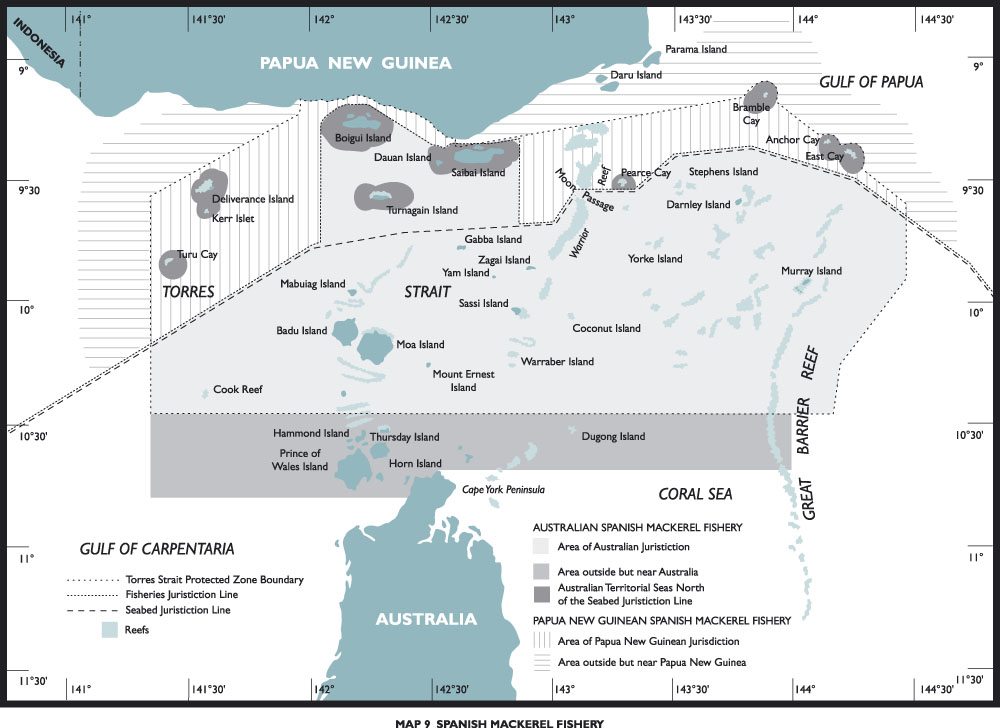 141°
141°30'
142°
142°30'
143°
143°30'
144°
144°30'
INDONESIA
PAPUA NEW GUINEA
Parama Island
Daru Island
GULF OF PAPUA
9°
9°
Bramble
Cay
Boigui Island
Anchor Cay
Dauan Island
East Cay
Saibai Island
Moon
Reef
Pearce Cay
Stephens Island
9°30
9°30
Deliverance Island
Passage
Darnley Island
Kerr Islet
Turnagain Island
Warrior
Gabba Island
Turu Cay
Zagai Island
Yorke Island
Yam Island
Murray Island
Mabuiag Island
TORRES
STRAIT
Sassi Island
10°
10°
Badu Island
Coconut Island
Moa Island
Warraber Island
Mount Ernest
Island
Cook Reef
GREAT BARRIER REEF
10°30'
10°30'
Hammond Island
Thursday Island
Dugong Island
Prince of
Wales Island
Horn Island
Cape York Peninsula
CORAL SEA
GULF OF CARPENTARIA
11°
11°
Torres Strait Protected Zone Boundary
Fisheries Juristiction Line
Seabed Juristiction Line
Reefs
AUSTRALIA
AUSTRALIAN SPANISH MACKEREL FISHERY
Area of Australian Juristiction
Area outside but near Australia
Australian Territorial Seas North
of the Seabed Juristiction Line
PAPUA NEW GUINEAN SPANISH MACKEREL FISHERY
Area of Papua New Guinean Jurisdiction
Area outside but near Papua New Guinea
11°30'
11°30'
141°
141°30'
142°
142°30'
143°
143°30'
144°
144°30'
MAP 9 SPANISH MACKEREL FISHERY